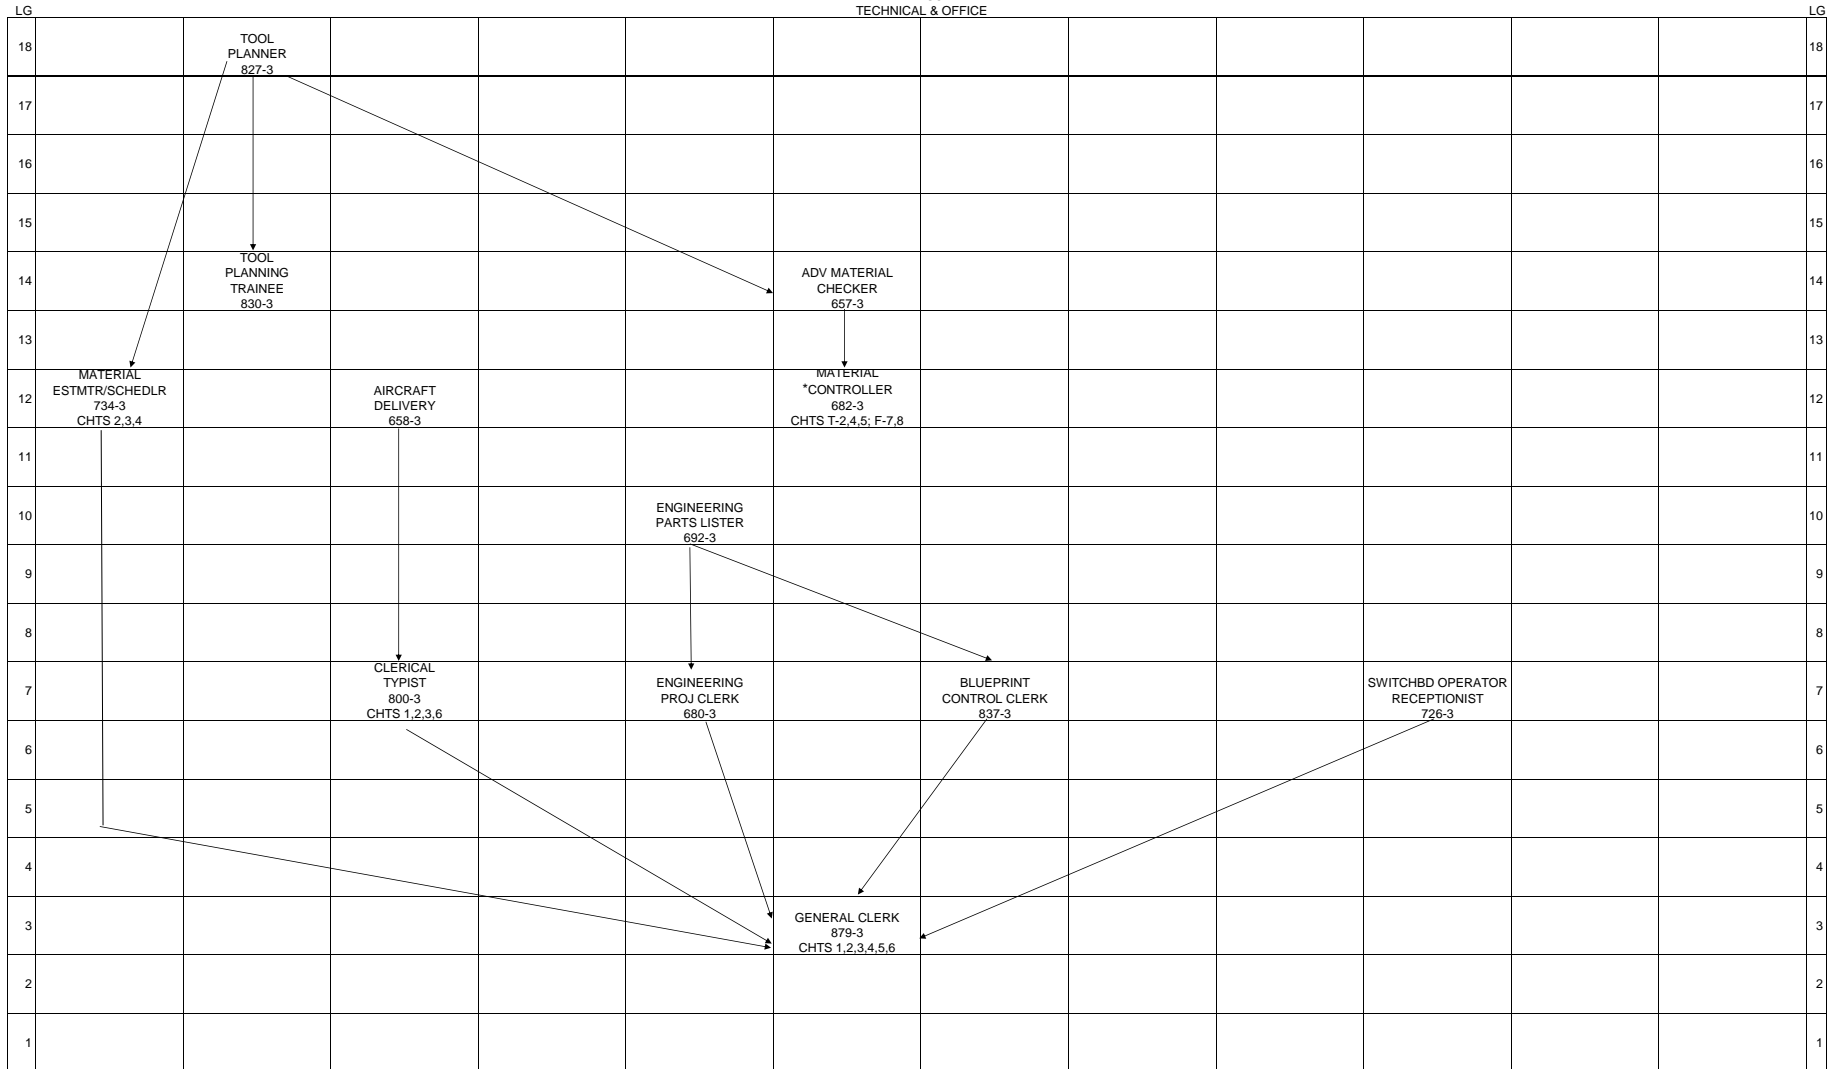 TECHNICAL & OFFICE
LG
LG
18
TOOL
PLANNER
827-3
18
17
17
16
16
15
15
14
TOOL
PLANNING
TRAINEE
830-3
ADV MATERIAL
CHECKER
657-3
14
13
13
12
MATERIAL
ESTMTR/SCHEDLR
734-3
CHTS 2,3,4
AIRCRAFT
DELIVERY
658-3
MATERIAL
*CONTROLLER
682-3
CHTS T-2,4,5; F-7,8
12
11
11
10
ENGINEERING
PARTS LISTER
692-3
10
9
9
8
8
7
CLERICAL
TYPIST
800-3
CHTS 1,2,3,6
ENGINEERING
PROJ CLERK
680-3
BLUEPRINT
CONTROL CLERK
837-3
SWITCHBD OPERATOR
RECEPTIONIST
726-3
7
6
6
5
5
4
4
3
GENERAL CLERK
879-3
CHTS 1,2,3,4,5,6
3
2
2
1
1